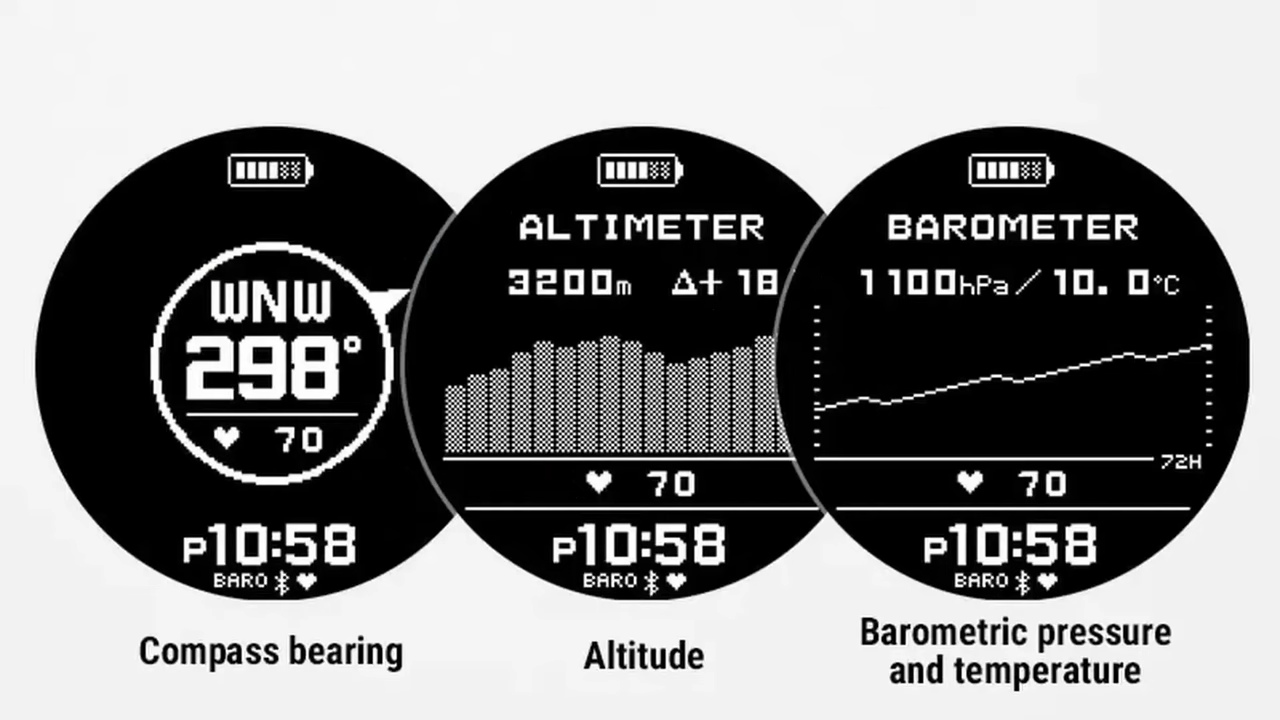 WNW
298°
70
P10:58
BARO
Compass bearing
ALTIMETER
3200m Δ+ 18
70
P10:58
BARO
Altitude
BAROMETER
1100hPa/10.0°C
72H
70
P10:58
BARO
Barometric pressure
and temperature